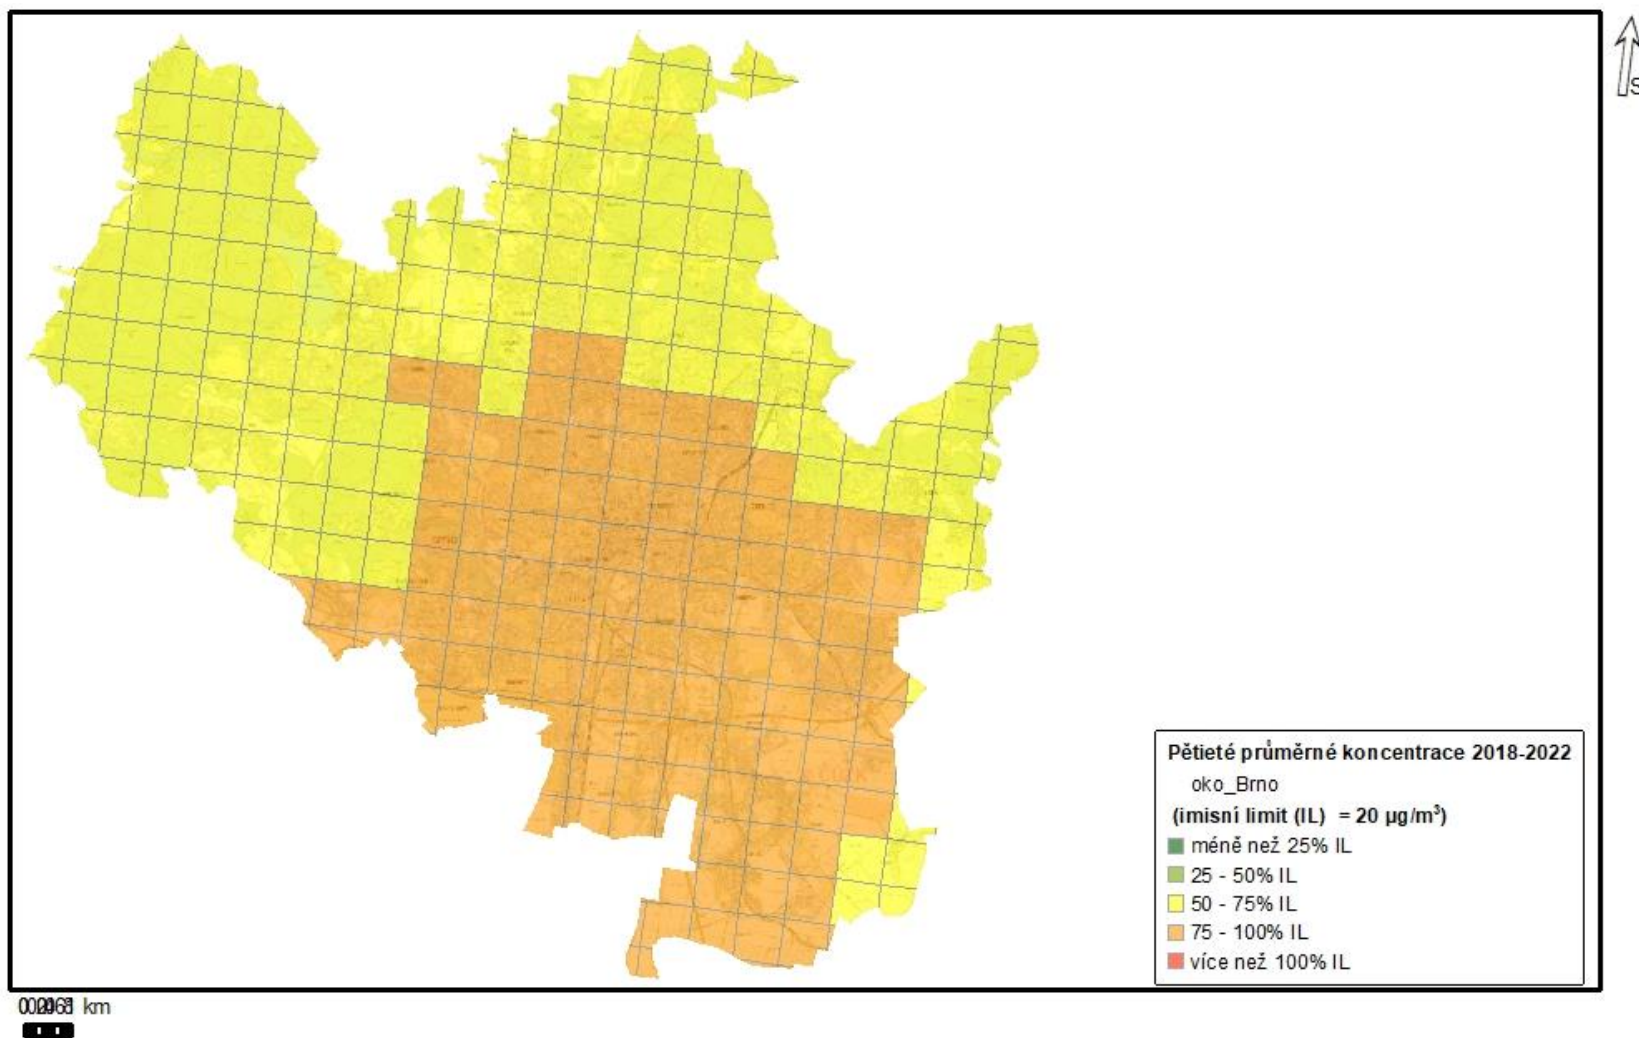 S
Pětieté průměrné koncentrace 2018-2022
oko_Brno
(imisní limit (IL) = 20 µg/m³)
méně než 25% IL
25 - 50% IL
50 - 75% IL
75 - 100% IL
více než 100% IL
km